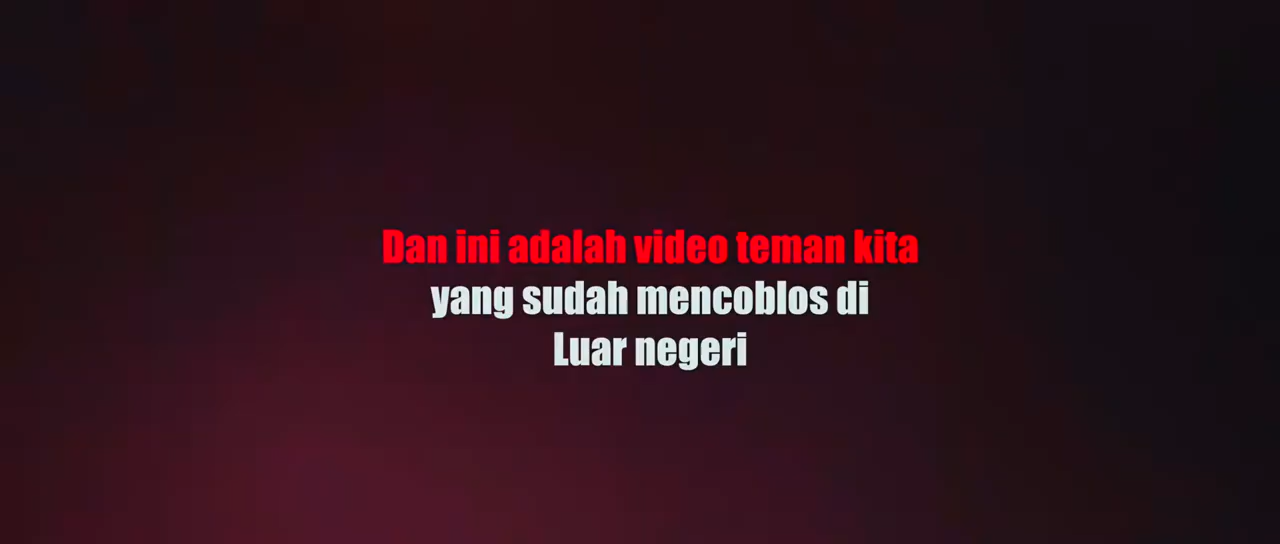 Dan ini adalah video teman kita
yang sudah mencoblos di
Luar negeri